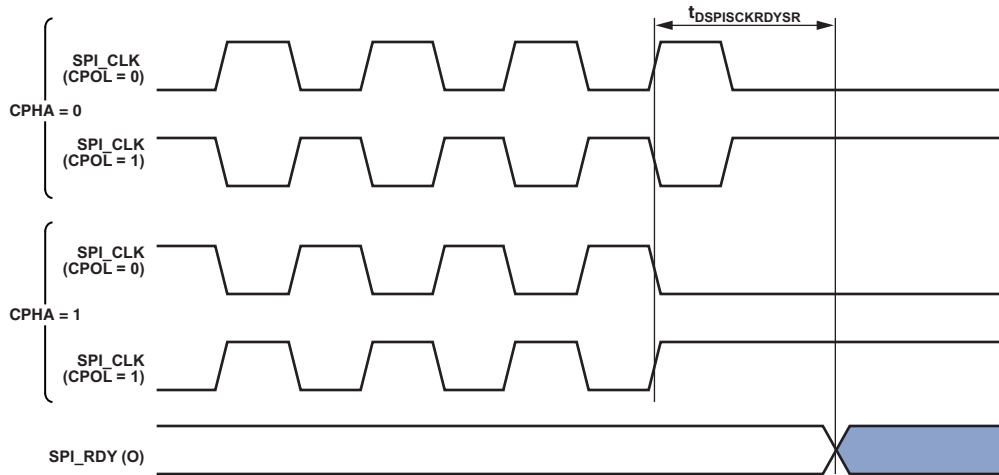 tDSPISCKRDYSR
SPI_CLK
(CPOL = 0)
CPHA = 0
SPI_CLK
(CPOL = 1)
SPI_CLK
(CPOL = 0)
CPHA = 1
SPI_CLK
(CPOL = 1)
SPI_RDY (O)